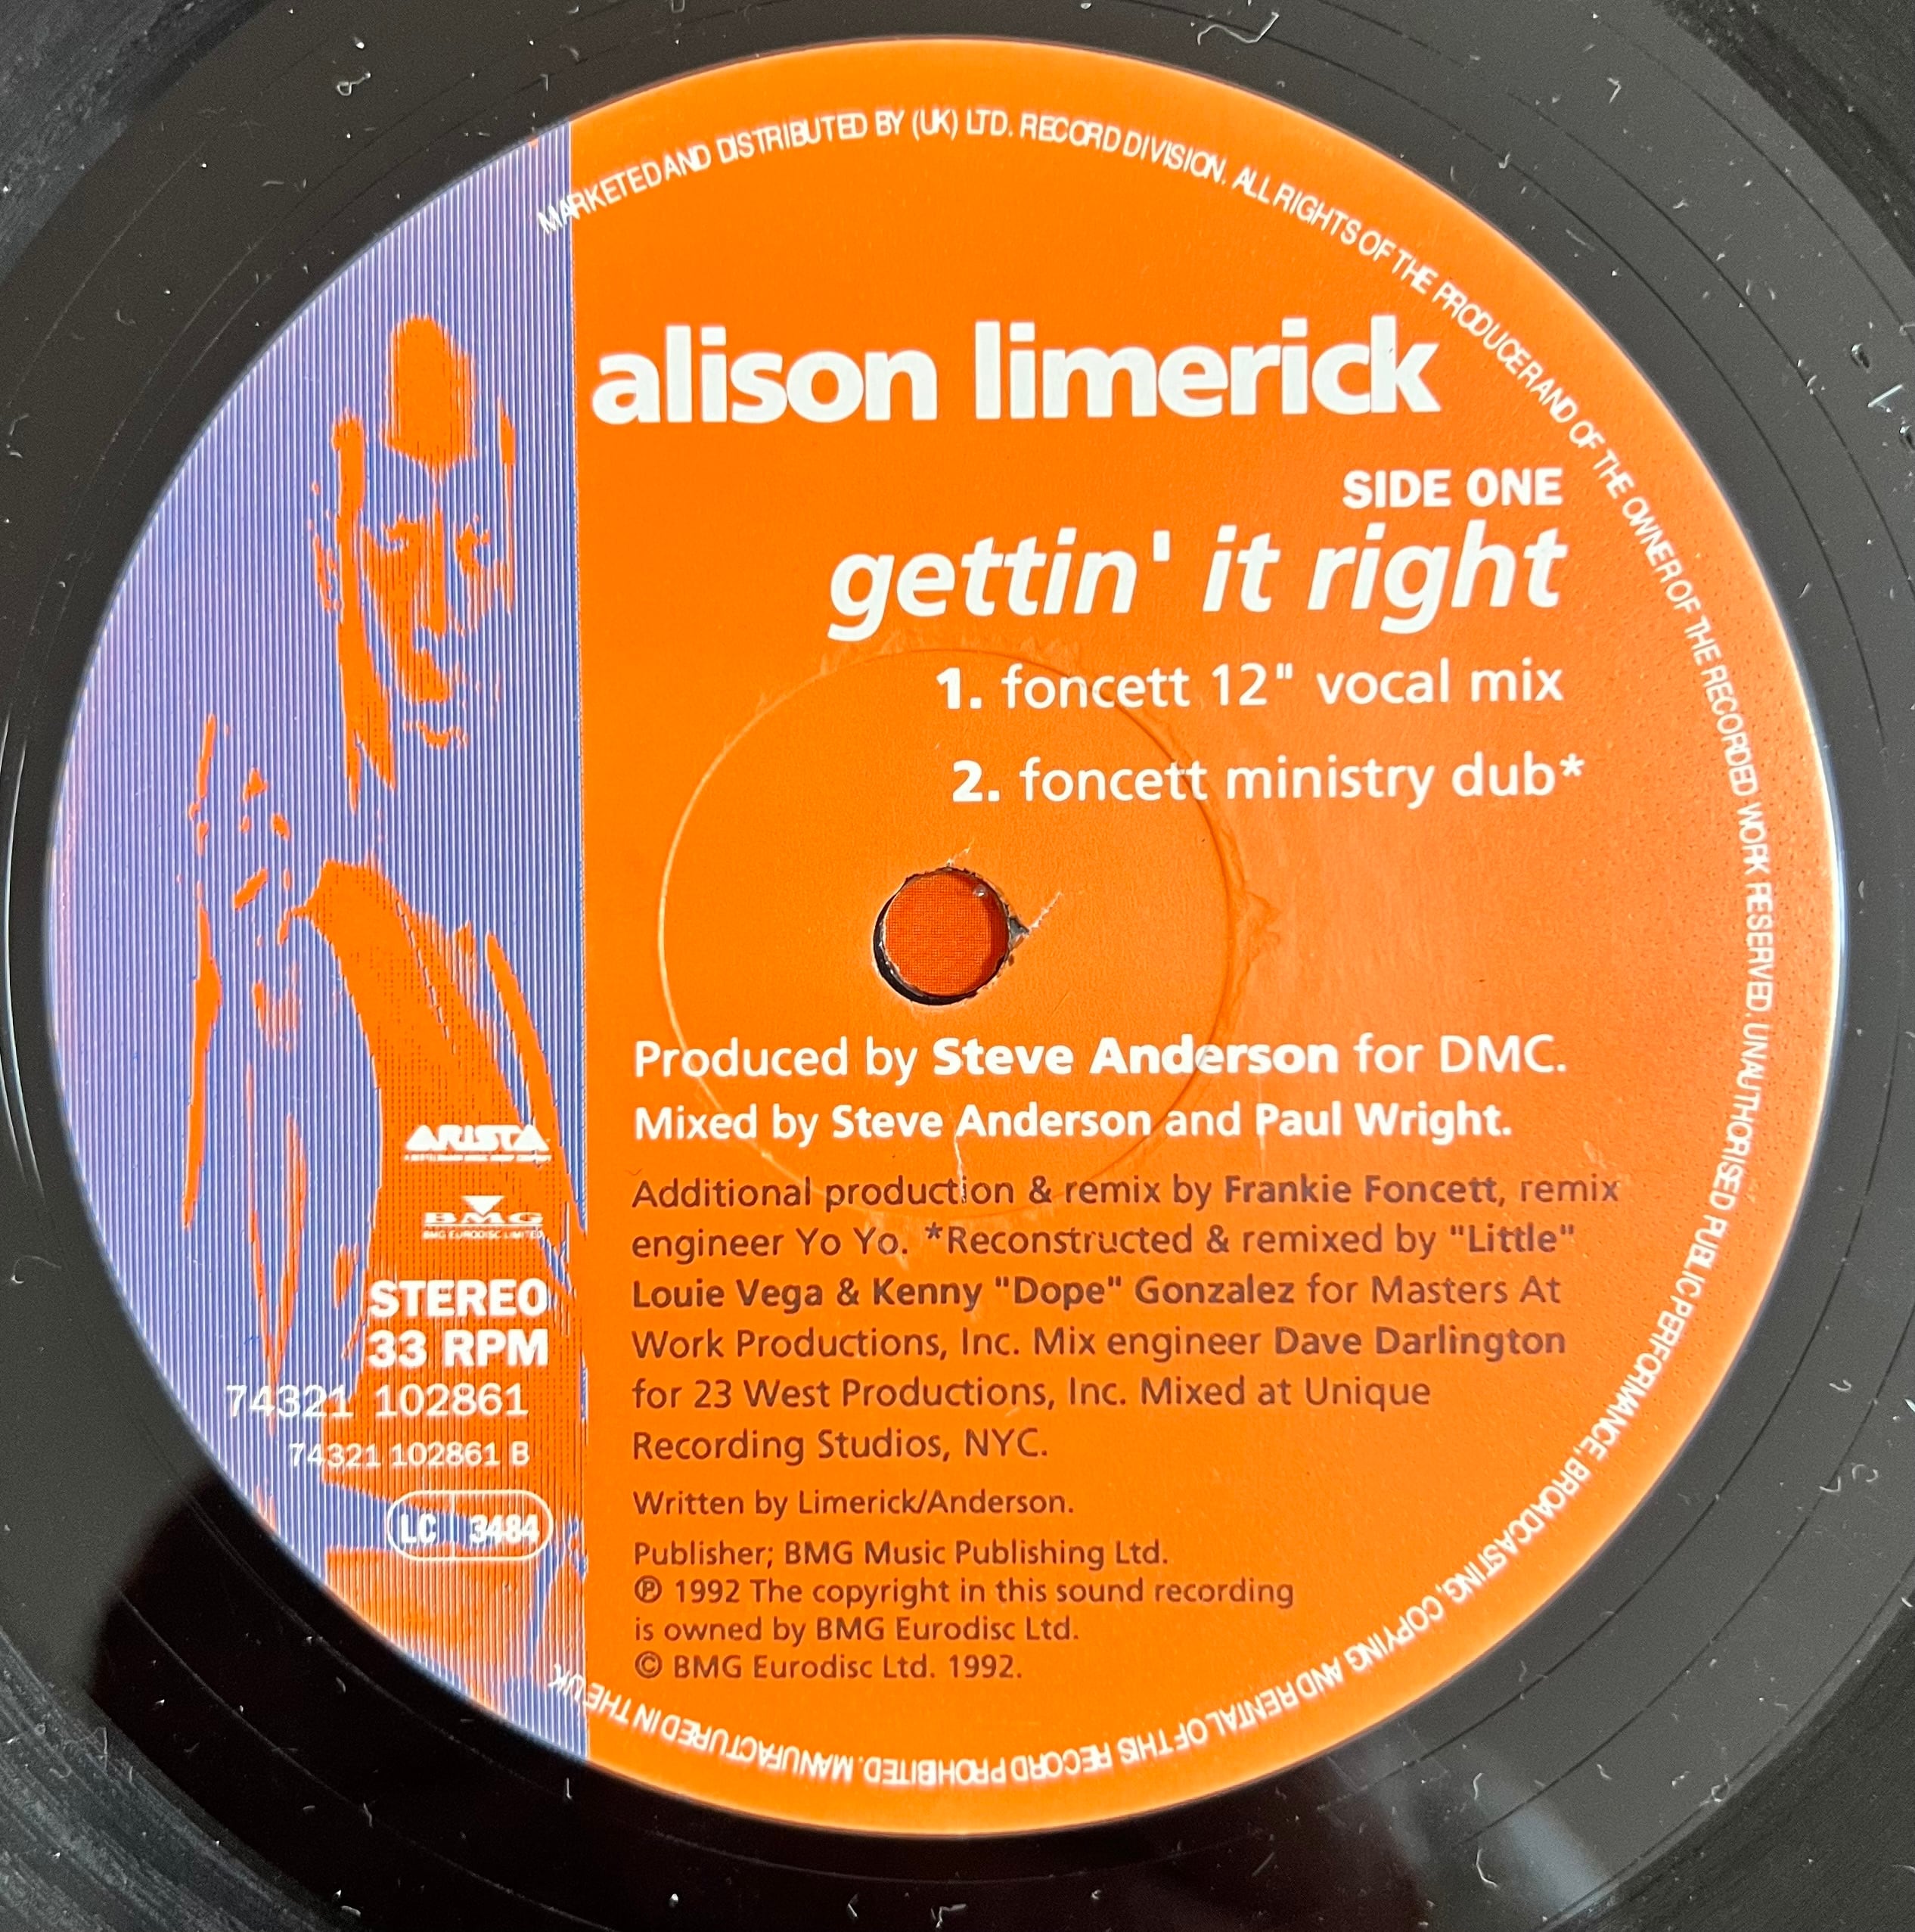 MARKETED AND DISTRIBUTED BY (UK) LTD. RECORD DIVISION. ALL RIGHTS OF THE PRODUCER AND OF THE OWNER OF THE RECORDED WORK RESERVED. UNAUTHORISED PUBLIC PERFORMANCE, BROADCASTING, COPYING AND RENTAL OF THIS RECORD PROHIBITED. MANUFACTURED IN THE UK
alison limerick
SIDE ONE
gettin' it right
1. foncett 12" vocal mix
2. foncett ministry dub*
Produced by Steve Anderson for DMC.
Mixed by Steve Anderson and Paul Wright.
Additional production & remix by Frankie Foncett, remix
engineer Yo Yo. *Reconstructed & remixed by "Little"
Louie Vega & Kenny "Dope" Gonzalez for Masters At
Work Productions, Inc. Mix engineer Dave Darlington
for 23 West Productions, Inc. Mixed at Unique
Recording Studios, NYC.
Written by Limerick/Anderson.
Publisher; BMG Music Publishing Ltd.
℗ 1992 The copyright in this sound recording
is owned by BMG Eurodisc Ltd.
© BMG Eurodisc Ltd. 1992.
ARISTA
BMG
BMG EURODISC LIMITED
STEREO
33 RPM
74321 102861
74321 102861 B
LC 3484